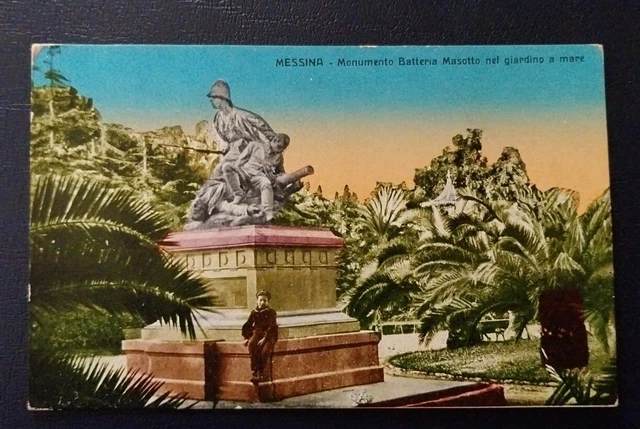 MESSINA - Monumento Batteria Masotto nel giardino a mare